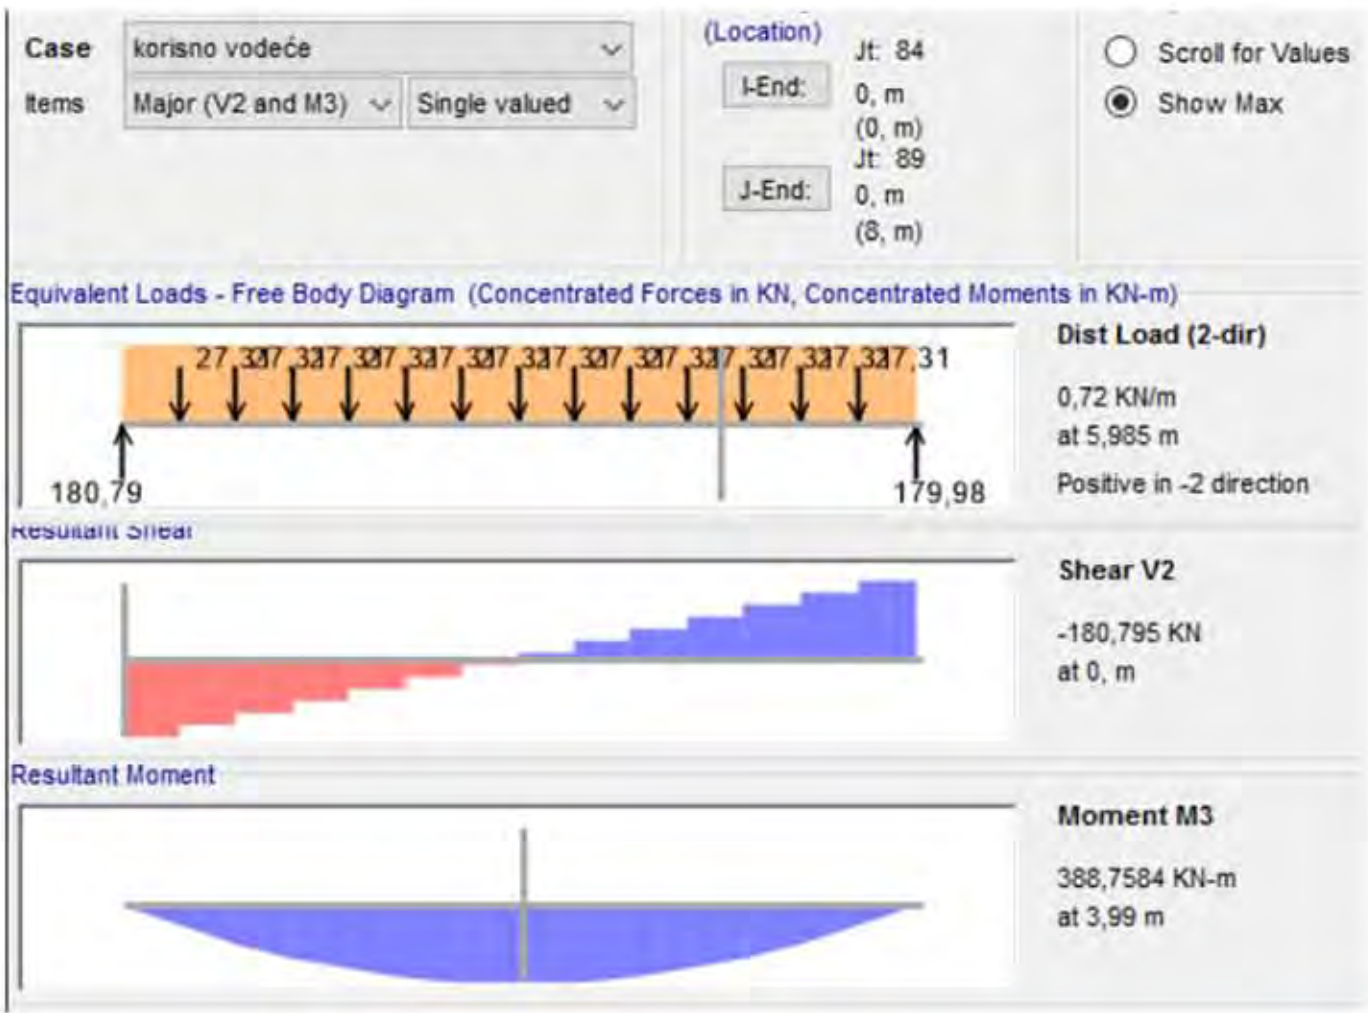 (Location)
Case korisno vodeće
Items Major (V2 and M3) Single valued
I-End: Jt: 84
0, m
(0, m)
J-End: Jt: 89
0, m
(8, m)
Scroll for Values
Show Max
Equivalent Loads - Free Body Diagram (Concentrated Forces in KN, Concentrated Moments in KN-m)
180,79
179,98
Dist Load (2-dir)
0,72 KN/m
at 5,985 m
Positive in -2 direction
Resultant Shear
Shear V2
-180,795 KN
at 0, m
Resultant Moment
Moment M3
388,7584 KN-m
at 3,99 m